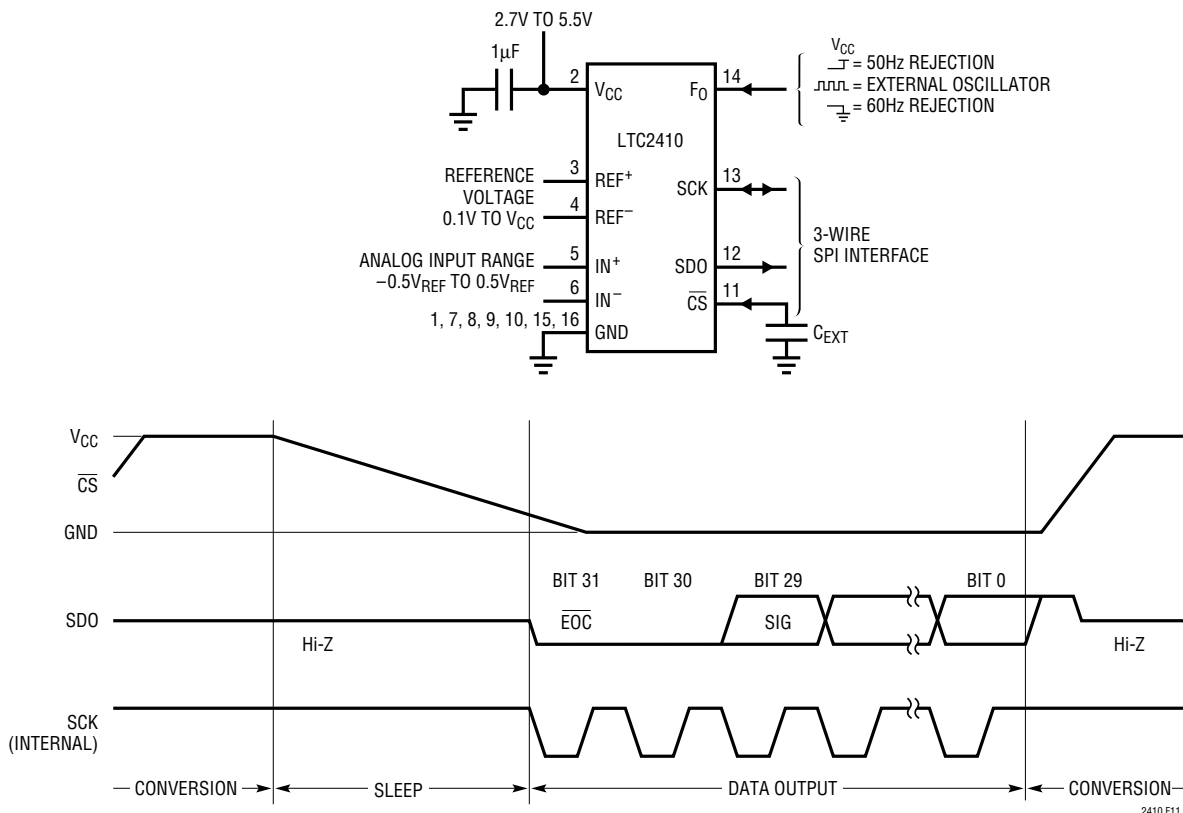 2.7V TO 5.5V
1µF
2
VCC
FO
14
VCC
= 50Hz REJECTION
= EXTERNAL OSCILLATOR
= 60Hz REJECTION
LTC2410
REFERENCE
VOLTAGE
0.1V TO VCC
3
REF+
4
REF–
SCK
13
ANALOG INPUT RANGE
–0.5VREF TO 0.5VREF
5
IN+
6
IN–
SDO
12
CS
11
3-WIRE
SPI INTERFACE
1, 7, 8, 9, 10, 15, 16
GND
CEXT
VCC
CS
GND
BIT 31
BIT 30
BIT 29
BIT 0
SDO
EOC
SIG
Hi-Z
Hi-Z
SCK
(INTERNAL)
CONVERSION
SLEEP
DATA OUTPUT
CONVERSION
2410 F11